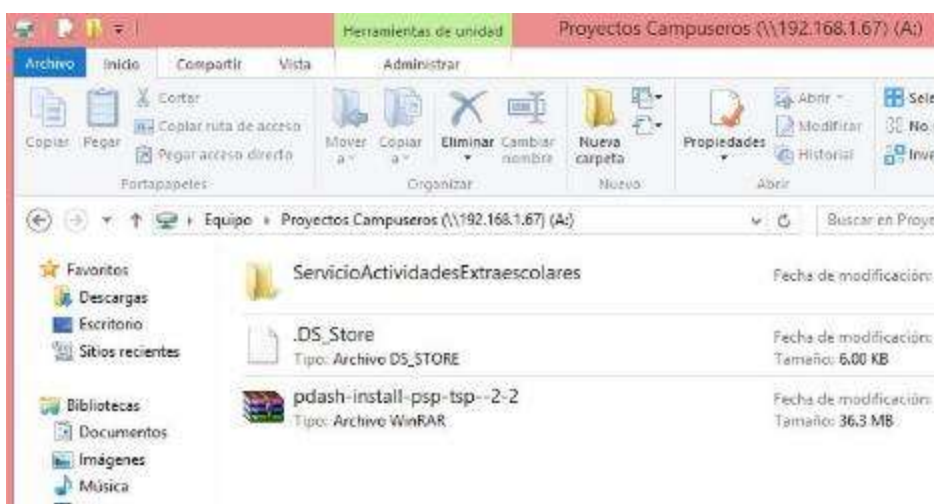 Herramientas de unidad
Proyectos Campuseros (\\192.168.1.67) (A:)
Archivo Inicio Compartir Vista Administrar
Copiar Pegar
Cortar
Copiar ruta de acceso
Pegar acceso directo
Portapapeles
Mover a Copiar a Eliminar Cambiar nombre
Organizar
Nueva carpeta
Nuevo
Propiedades
Abrir
Modificar
Historial
Abrir
Sele
No
Inve
Equipo Proyectos Campuseros (\\192.168.1.67) (A:)
Buscar en Proye
Favoritos
Descargas
Escritorio
Sitios recientes
Bibliotecas
Documentos
Imágenes
Música
ServicioActividadesExtraescolares
Fecha de modificación:
.DS_Store
Fecha de modificación:
Tipo: Archivo DS_STORE
Tamaño: 6.00 KB
pdash-install-psp-tsp--2-2
Fecha de modificación:
Tipo: Archivo WinRAR
Tamaño: 36.3 MB